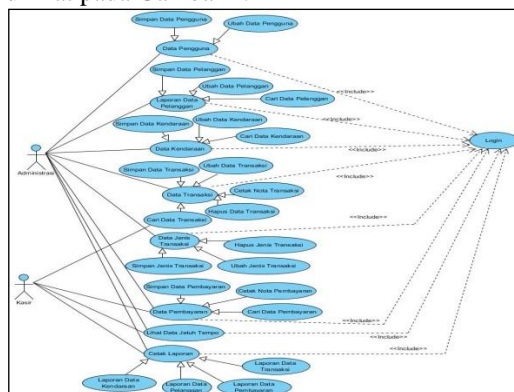 Simpan Data Pengguna
Ubah Data Pengguna
Data Pengguna
Simpan Data Pelanggan
Ubah Data Pelanggan
Laporan Data
Pelanggan
Cari Data Pelanggan
<<Include>>
Simpan Data Kendaraan
Ubah Data Kendaraan
<<Include>>
Cari Data Kendaraan
Data Kendaraan
<<Include>>
Login
Simpan Data Transaksi
Ubah Data Transaksi
Administrasi
<<Include>>
Data Transaksi
Cetak Nota Transaksi
Hapus Data Transaksi
Cari Data Transaksi
Data Jenis
Transaksi
<<Include>>
Hapus Jenis Transaksi
Simpan Jenis Transaksi
Ubah Jenis Transaksi
Simpan Data Pembayaran
Cetak Nota Pembayaran
Kasir
Data Pembayaran
Cari Data Pembayaran
<<Include>>
Lihat Data Jatuh Tempo
<<Include>>
Cetak Laporan
<<Include>>
Laporan Data
Transaksi
Laporan Data
Kendaraan
Laporan Data
Pelanggan
Laporan Data
Pembayaran